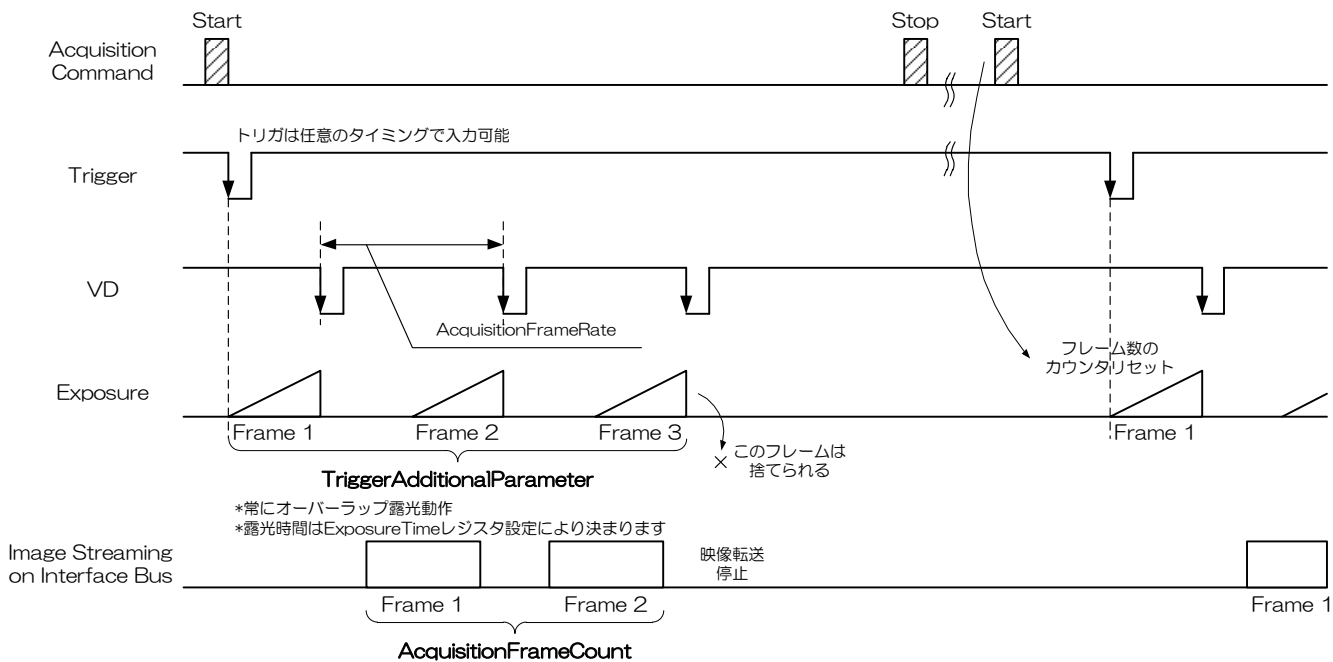 Start
Stop
Start
Acquisition
Command
トリガは任意のタイミングで入力可能
Trigger
VD
AcquisitionFrameRate
フレーム数の
カウンタリセット
Exposure
Frame 1
Frame 2
Frame 3
Frame 1
このフレームは
捨てられる
TriggerAdditionalParameter
*常にオーバーラップ露光動作
*露光時間はExposureTimeレジスタ設定により決まります
Image Streaming
on Interface Bus
映像転送
停止
Frame 1
Frame 2
Frame 1
AcquisitionFrameCount